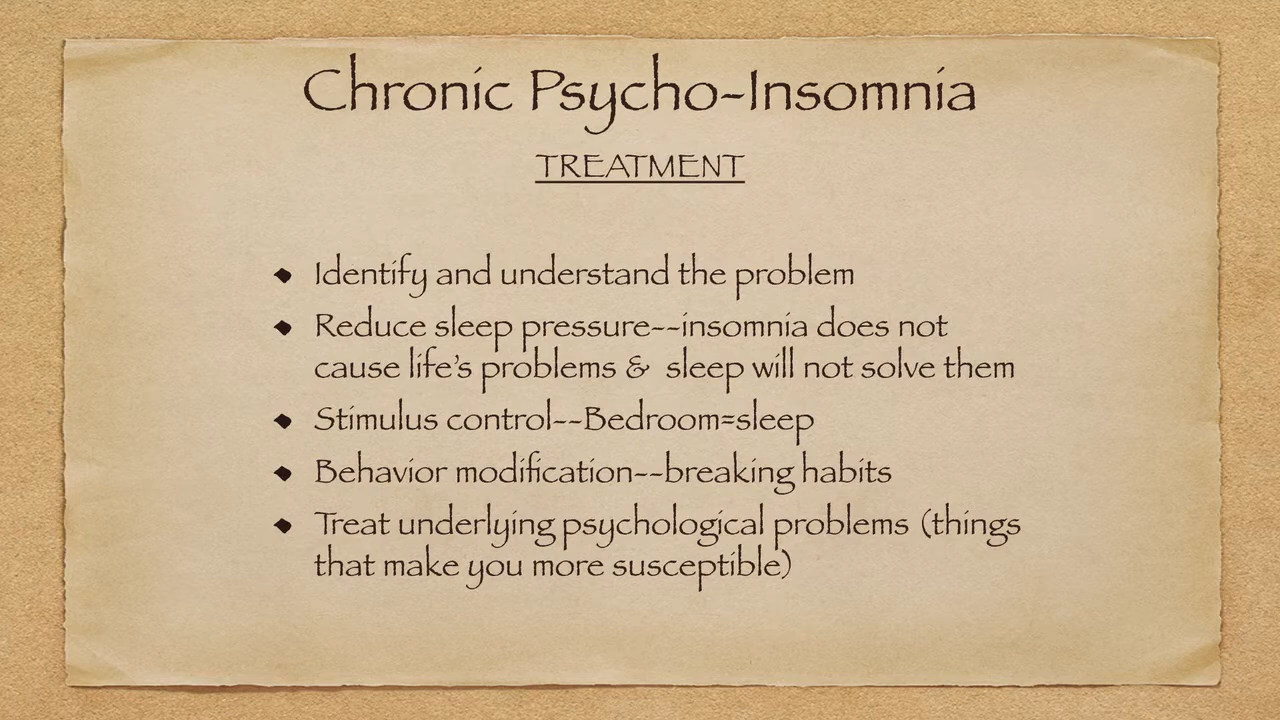 Chronic Psycho-Insomnia
TREATMENT
◆ Identify and understand the problem
◆ Reduce sleep pressure--insomnia does not
cause life's problems & sleep will not solve them
◆ Stimulus control--Bedroom=sleep
◆ Behavior modification--breaking habits
◆ Treat underlying psychological problems (things
that make you more susceptible)